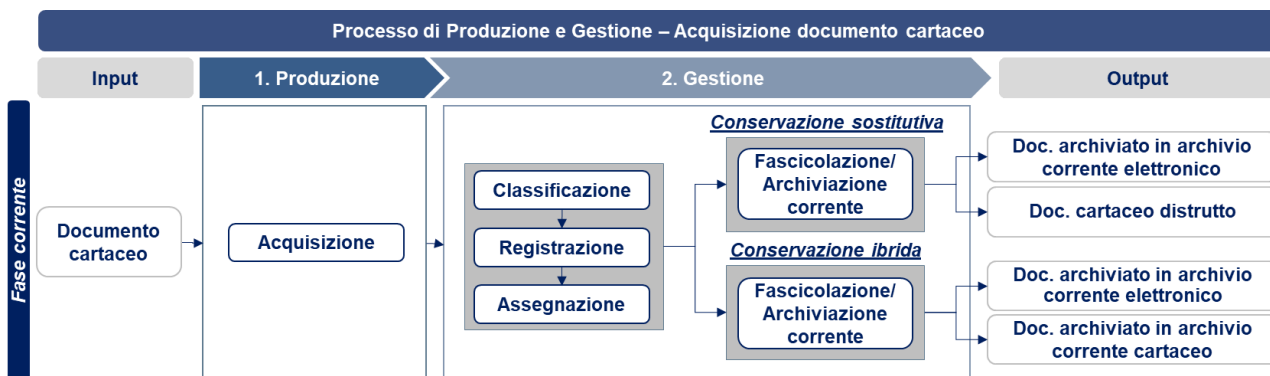 Processo di Produzione e Gestione – Acquisizione documento cartaceo
Input
1. Produzione
2. Gestione
Output
Fase corrente
Documento
cartaceo
Acquisizione
Classificazione
Registrazione
Assegnazione
Conservazione sostitutiva
Fascicolazione/
Archiviazione
corrente
Conservazione ibrida
Fascicolazione/
Archiviazione
corrente
Doc. archiviato in archivio
corrente elettronico
Doc. cartaceo distrutto
Doc. archiviato in archivio
corrente elettronico
Doc. archiviato in archivio
corrente cartaceo